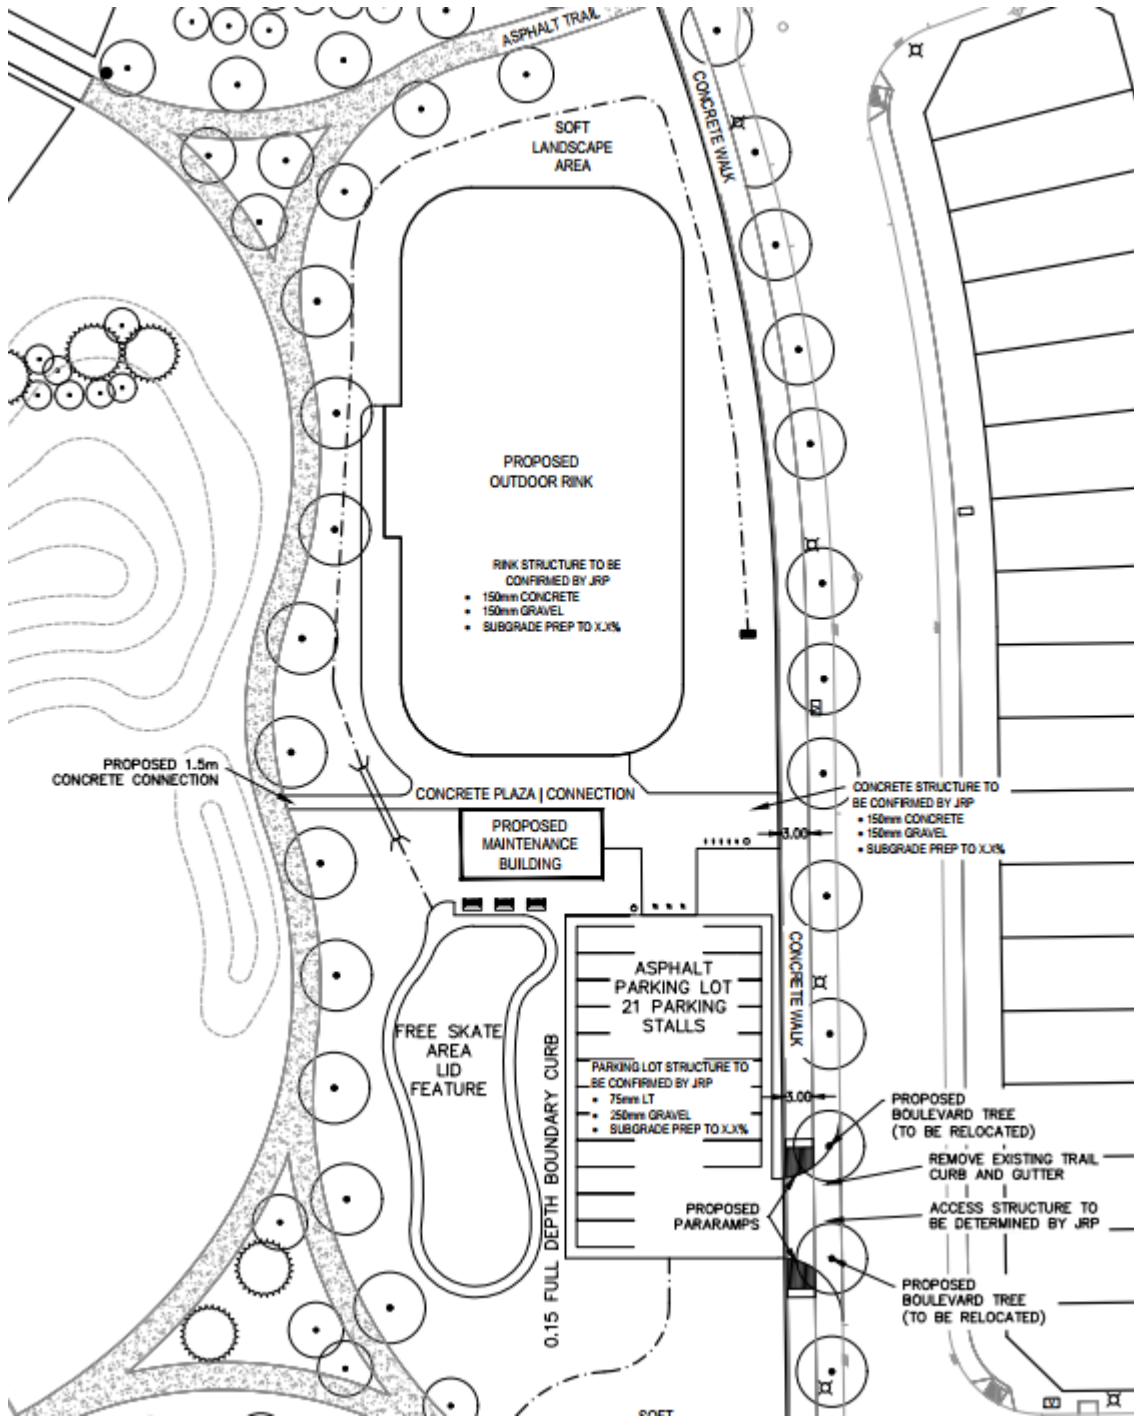 ASPHALT TRAIL
CONCRETE WALK
SOFT
LANDSCAPE
AREA
PROPOSED
OUTDOOR RINK
RINK STRUCTURE TO BE
CONFIRMED BY JRP
• 150mm CONCRETE
• 150mm GRAVEL
• SUBGRADE PREP TO X.X%
PROPOSED 1.5m
CONCRETE CONNECTION
CONCRETE PLAZA | CONNECTION
CONCRETE STRUCTURE TO
BE CONFIRMED BY JRP
• 150mm CONCRETE
• 150mm GRAVEL
• SUBGRADE PREP TO X.X%
PROPOSED
MAINTENANCE
BUILDING
3.00
CONCRETE WALK
ASPHALT
PARKING LOT
21 PARKING
STALLS
FREE SKATE
AREA
LID
FEATURE
0.15 FULL DEPTH BOUNDARY CURB
PARKING LOT STRUCTURE TO
BE CONFIRMED BY JRP
• 75mm LT
• 250mm GRAVEL
• SUBGRADE PREP TO X.X%
3.00
PROPOSED
BOULEVARD TREE
(TO BE RELOCATED)
REMOVE EXISTING TRAIL
CURB AND GUTTER
PROPOSED
PARARAMPS
ACCESS STRUCTURE TO
BE DETERMINED BY JRP
PROPOSED
BOULEVARD TREE
(TO BE RELOCATED)
SOFT